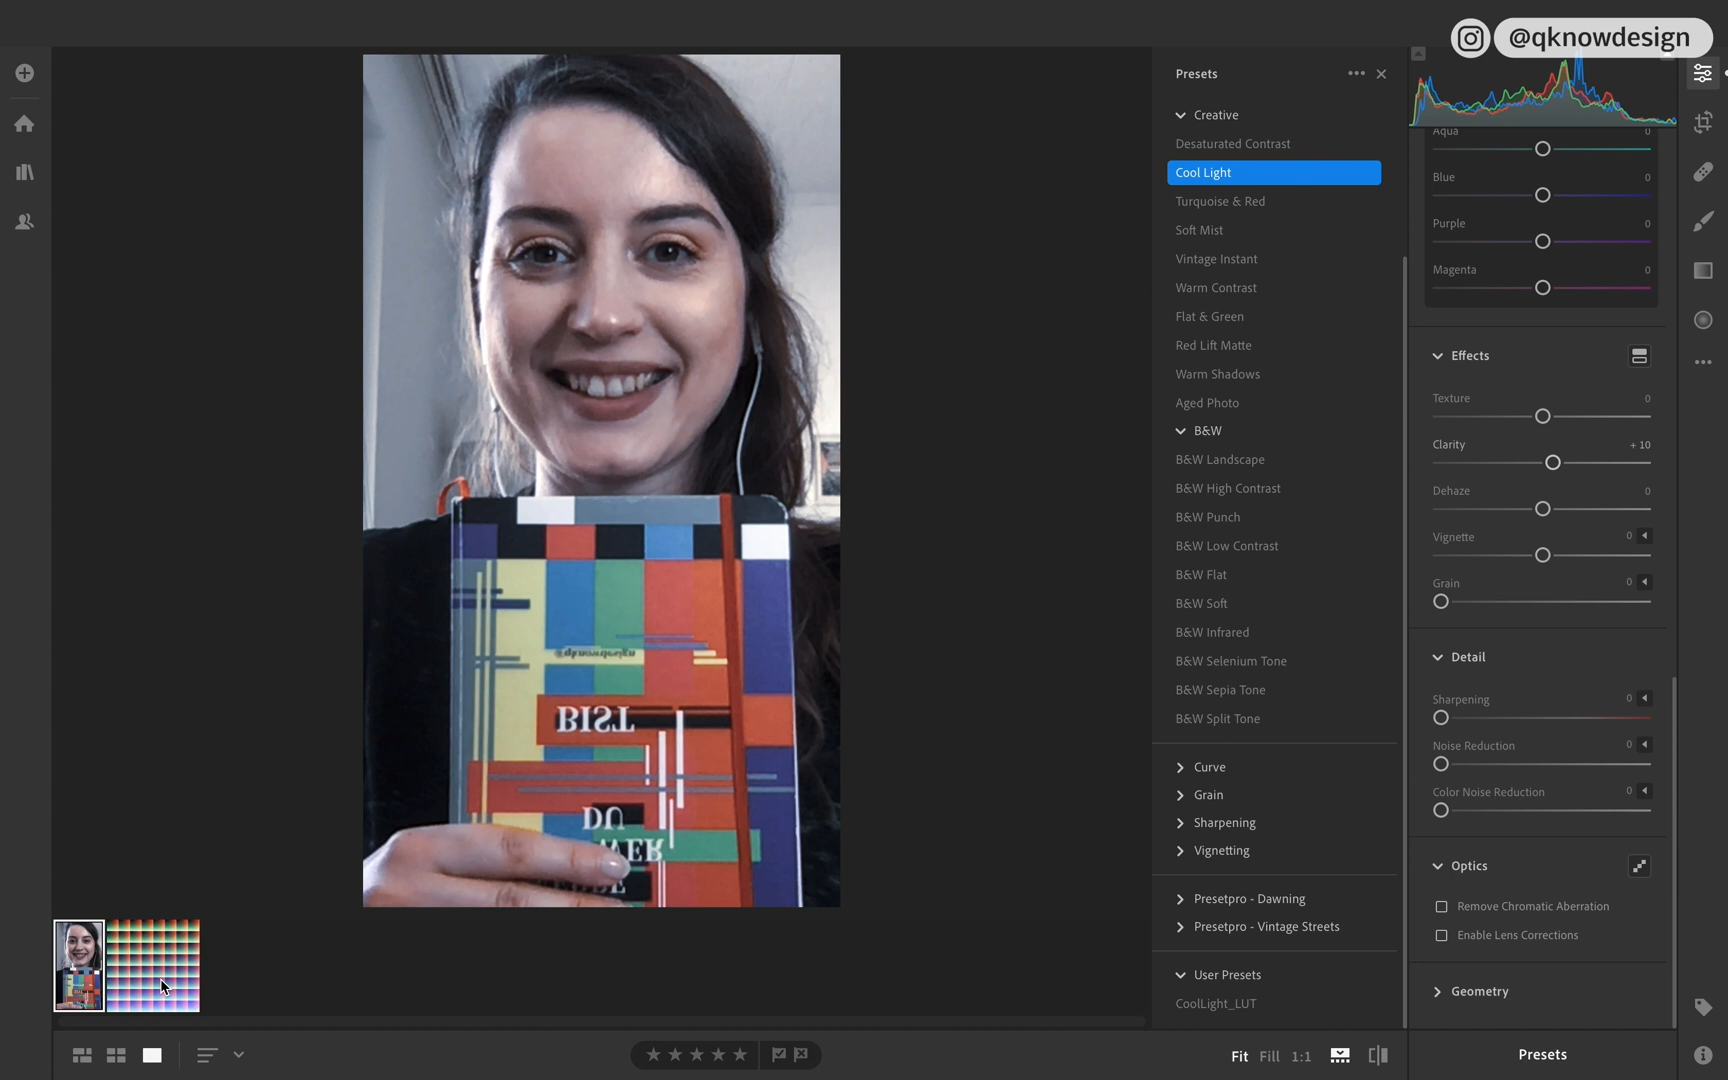 @qknowdesign
Presets
Creative
Desaturated Contrast
Cool Light
Turquoise & Red
Soft Mist
Vintage Instant
Warm Contrast
Flat & Green
Red Lift Matte
Warm Shadows
Aged Photo
B&W
B&W Landscape
B&W High Contrast
B&W Punch
B&W Low Contrast
B&W Flat
B&W Soft
B&W Infrared
B&W Selenium Tone
B&W Sepia Tone
B&W Split Tone
Curve
Grain
Sharpening
Vignetting
Presetpro - Dawning
Presetpro - Vintage Streets
User Presets
CoolLight_LUT
Aqua 0
Blue 0
Purple 0
Magenta 0
Effects
Texture 0
Clarity + 10
Dehaze 0
Vignette 0
Grain 0
Detail
Sharpening 0
Noise Reduction 0
Color Noise Reduction 0
Optics
Remove Chromatic Aberration
Enable Lens Corrections
Geometry
@qknowdesign
BIST
DU
WER
Fit Fill 1:1
Presets